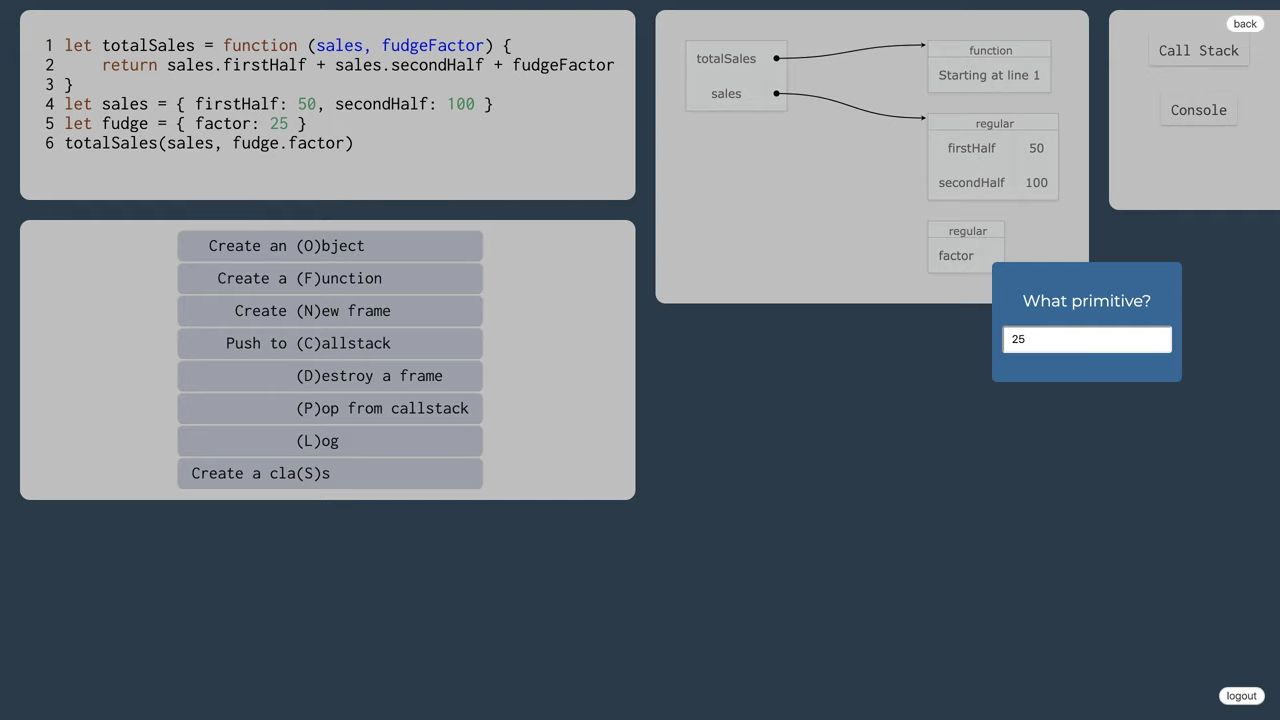 1 let totalSales = function (sales, fudgeFactor) {
2 return sales.firstHalf + sales.secondHalf + fudgeFactor
3 }
4 let sales = { firstHalf: 50, secondHalf: 100 }
5 let fudge = { factor: 25 }
6 totalSales(sales, fudge.factor)
Create an (O)bject
Create a (F)unction
Create (N)ew frame
Push to (C)allstack
(D)estroy a frame
(P)op from callstack
(L)og
Create a cla(S)s
totalSales
sales
function
Starting at line 1
regular
firstHalf 50
secondHalf 100
regular
factor
What primitive?
25
back
Call Stack
Console
logout